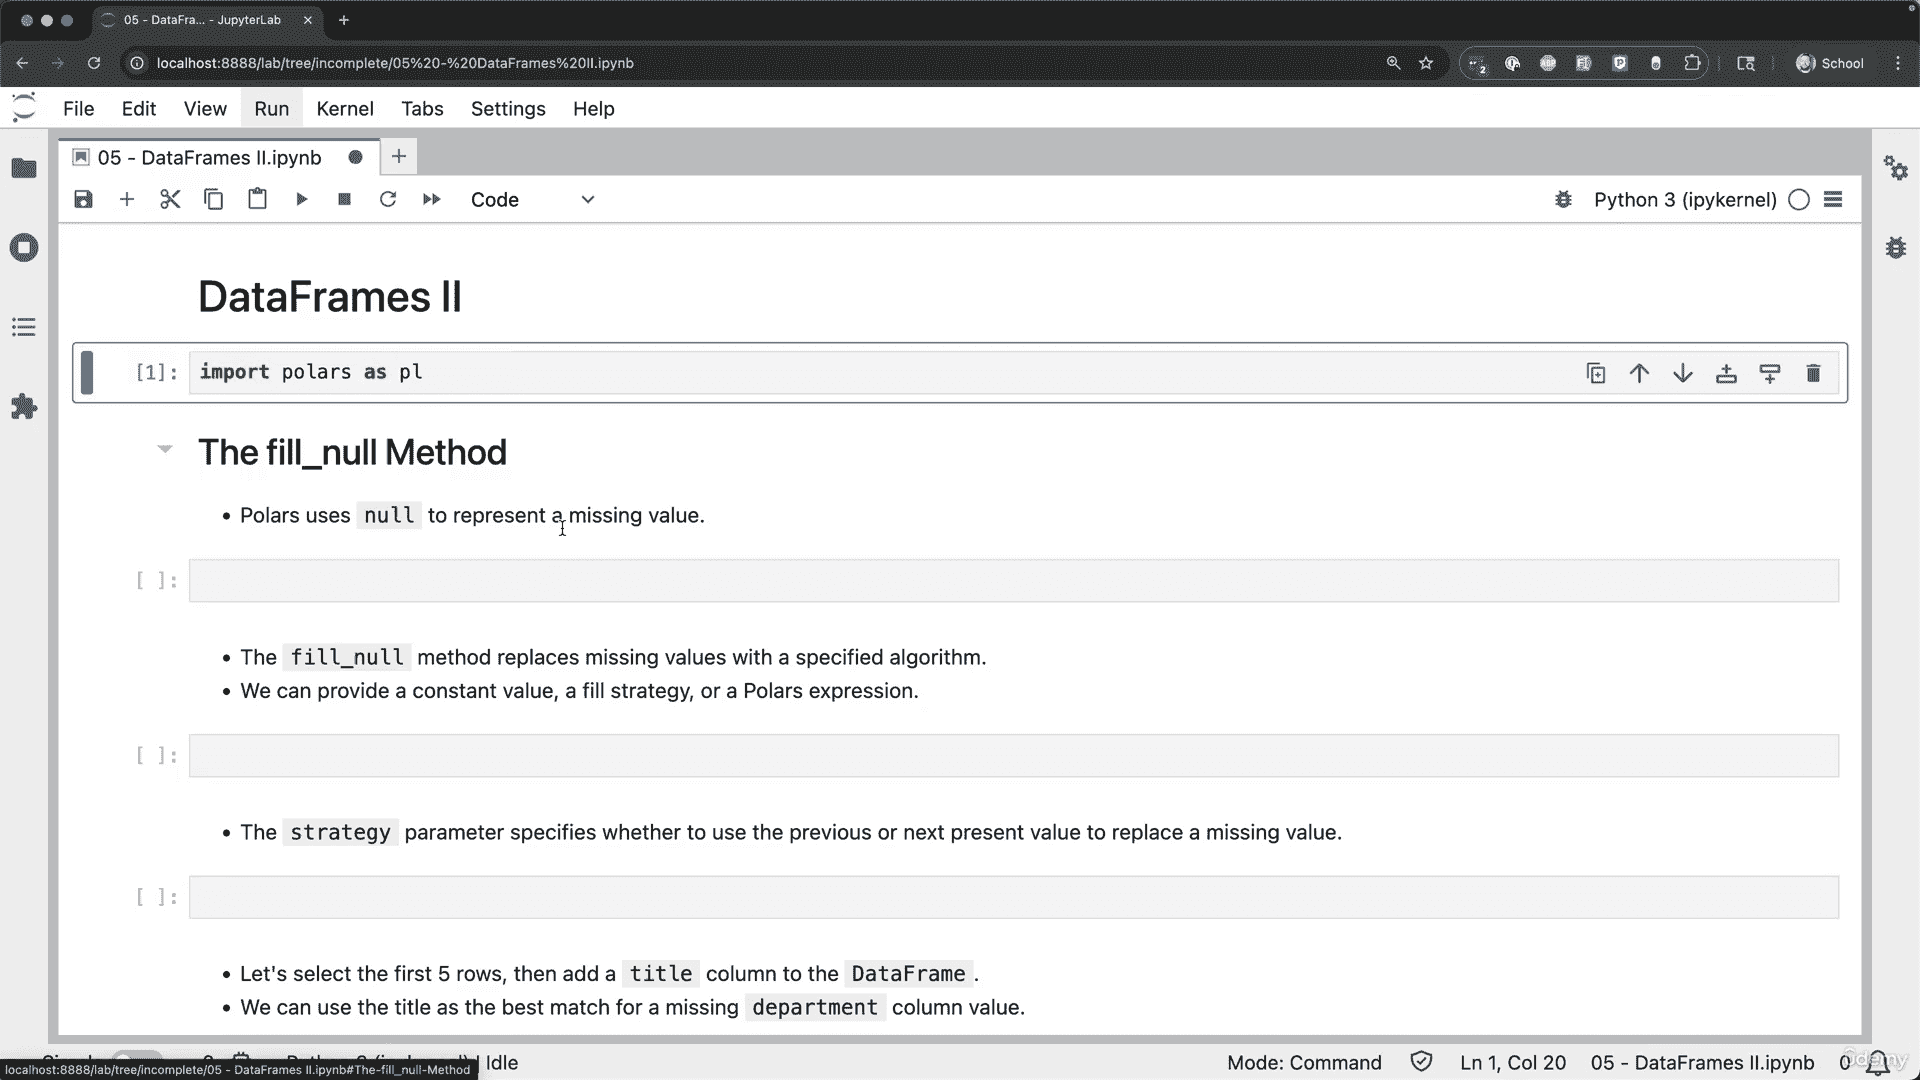 05 - DataFra... - JupyterLab
localhost:8888/lab/tree/incomplete/05%20-%20DataFrames%20II.ipynb
2
School
File Edit View Run Kernel Tabs Settings Help
05 - DataFrames II.ipynb
Code
Python 3 (ipykernel)
DataFrames II
[1]: import polars as pl
The fill_null Method
• Polars uses null to represent a missing value.
[ ]:
• The fill_null method replaces missing values with a specified algorithm.
• We can provide a constant value, a fill strategy, or a Polars expression.
[ ]:
• The strategy parameter specifies whether to use the previous or next present value to replace a missing value.
[ ]:
• Let's select the first 5 rows, then add a title column to the DataFrame .
• We can use the title as the best match for a missing department column value.
Idle Mode: Command Ln 1, Col 20 05 - DataFrames II.ipynb 0
localhost:8888/lab/tree/incomplete/05 - DataFrames II.ipynb#The-fill_null-Method
Udemy